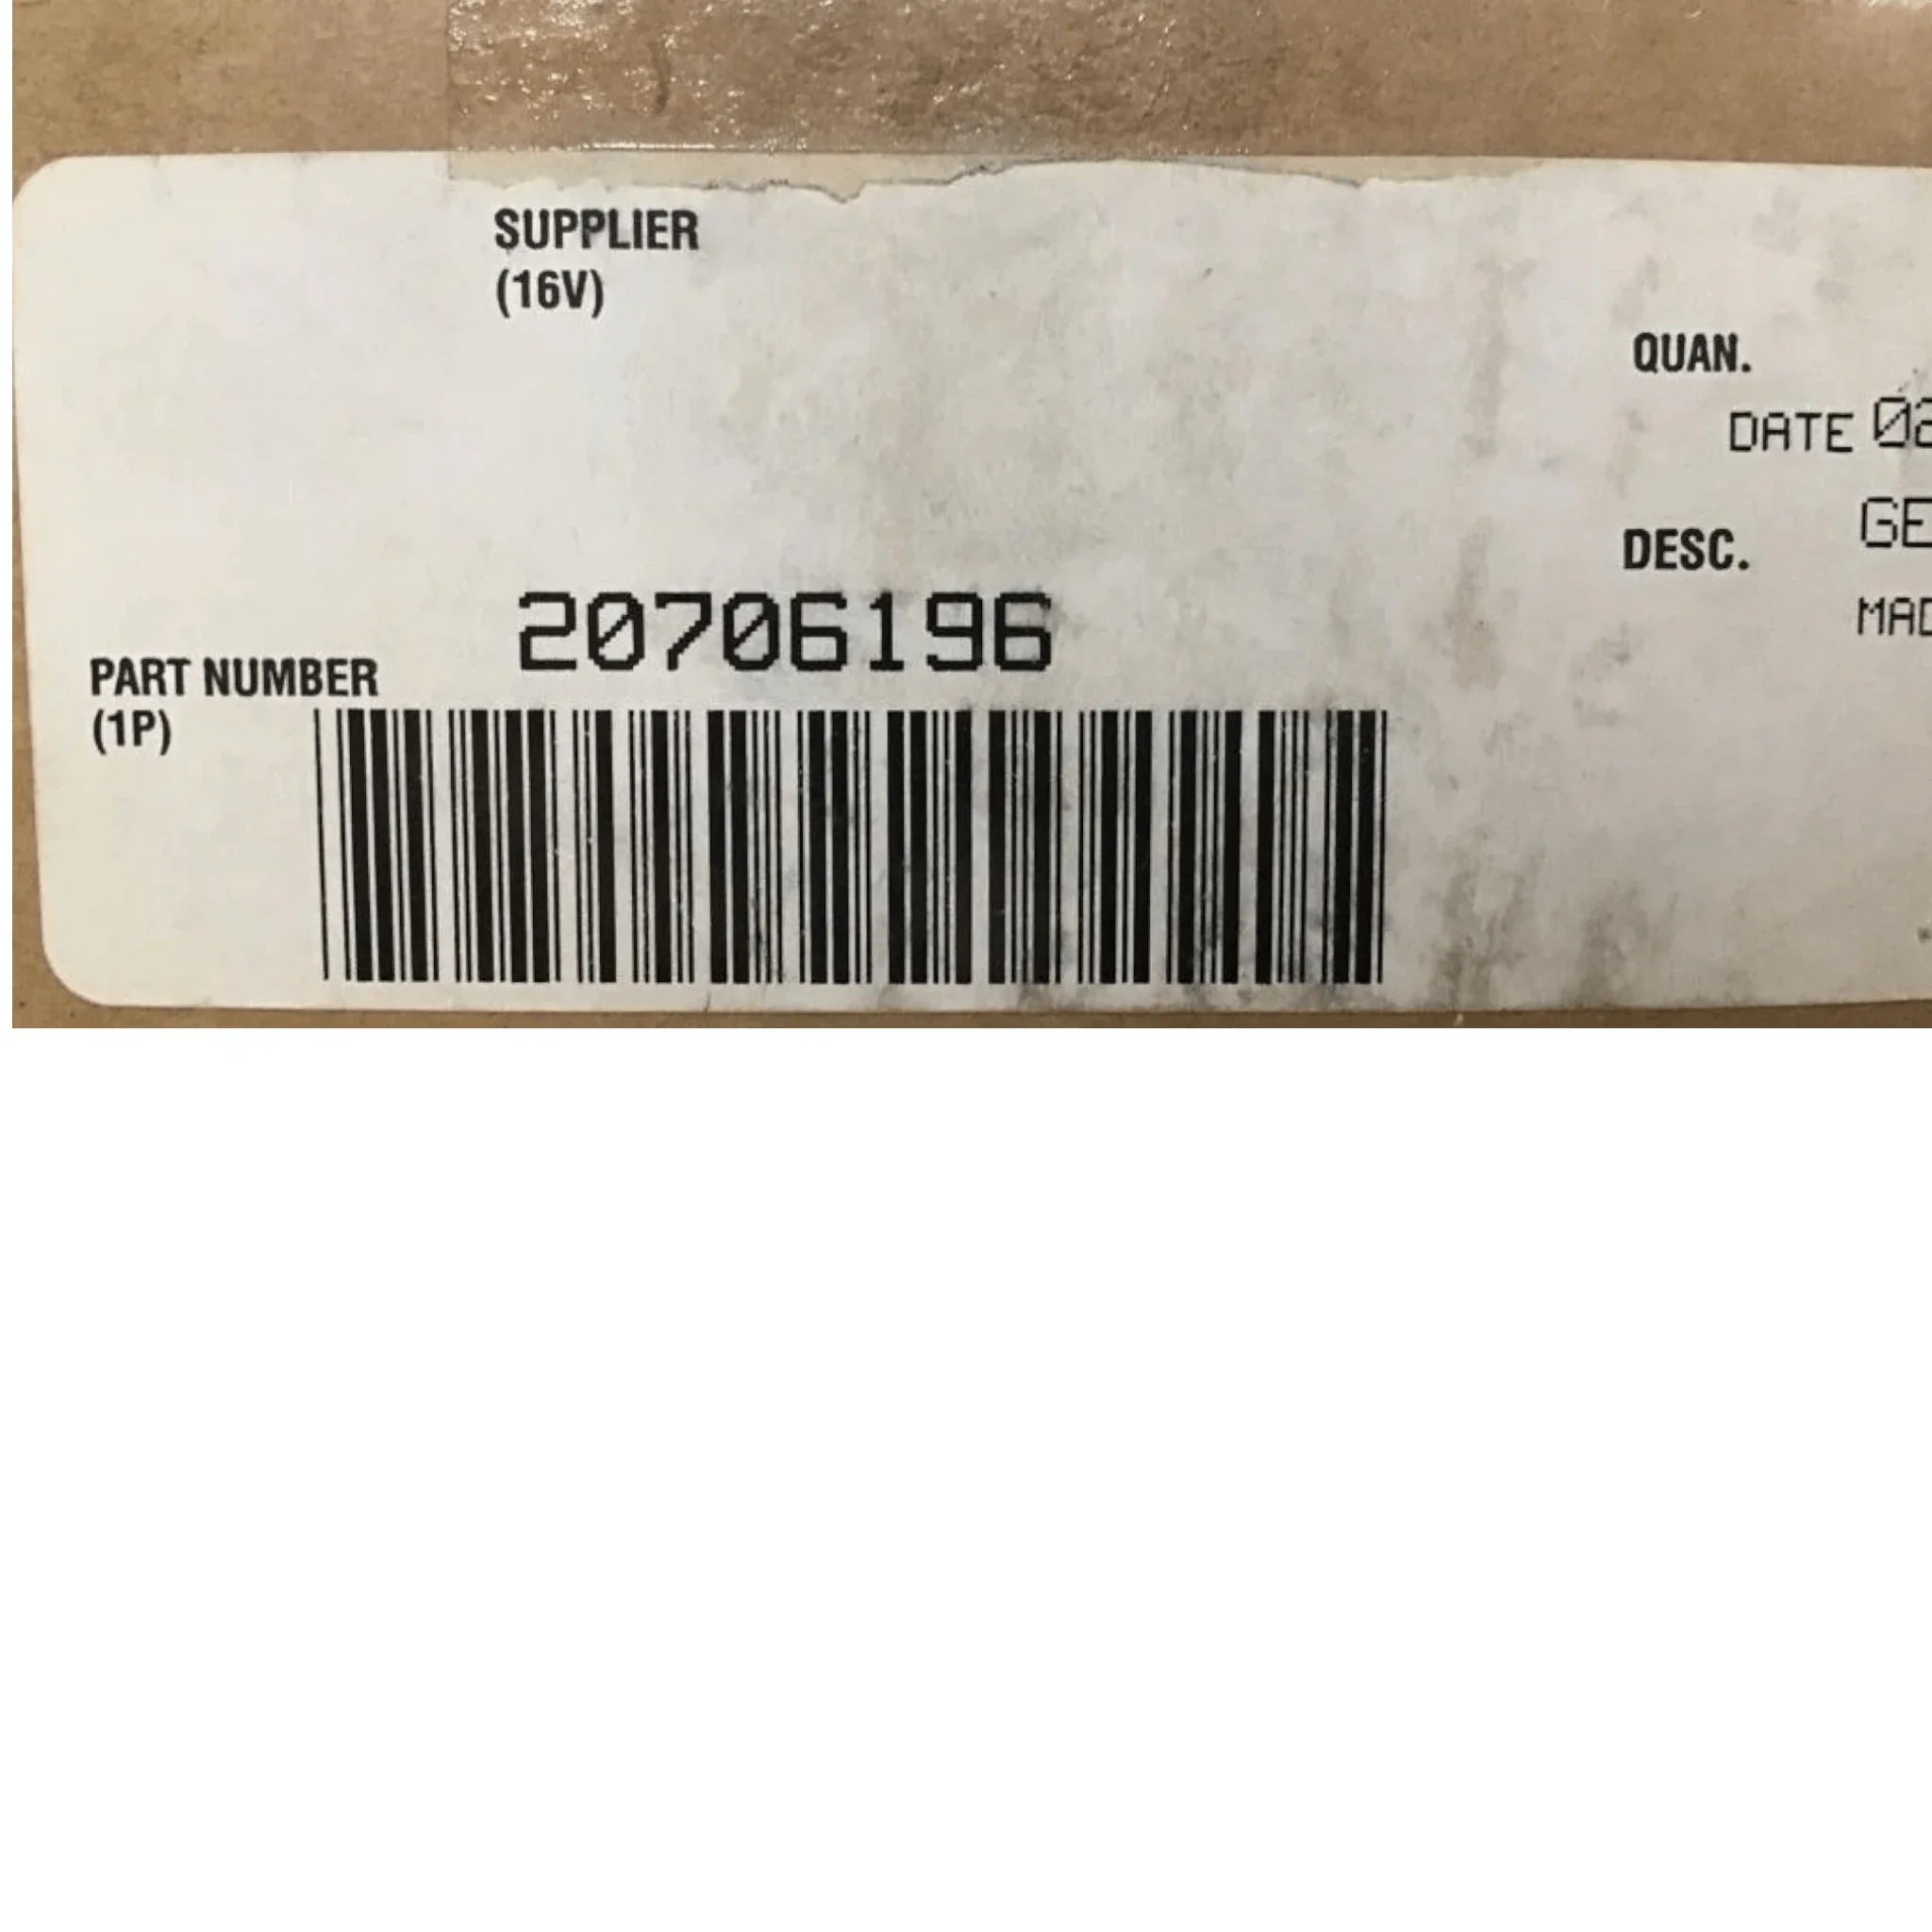 SUPPLIER
(16V)
QUAN.
DATE
DESC.
20706196
PART NUMBER
(1P)